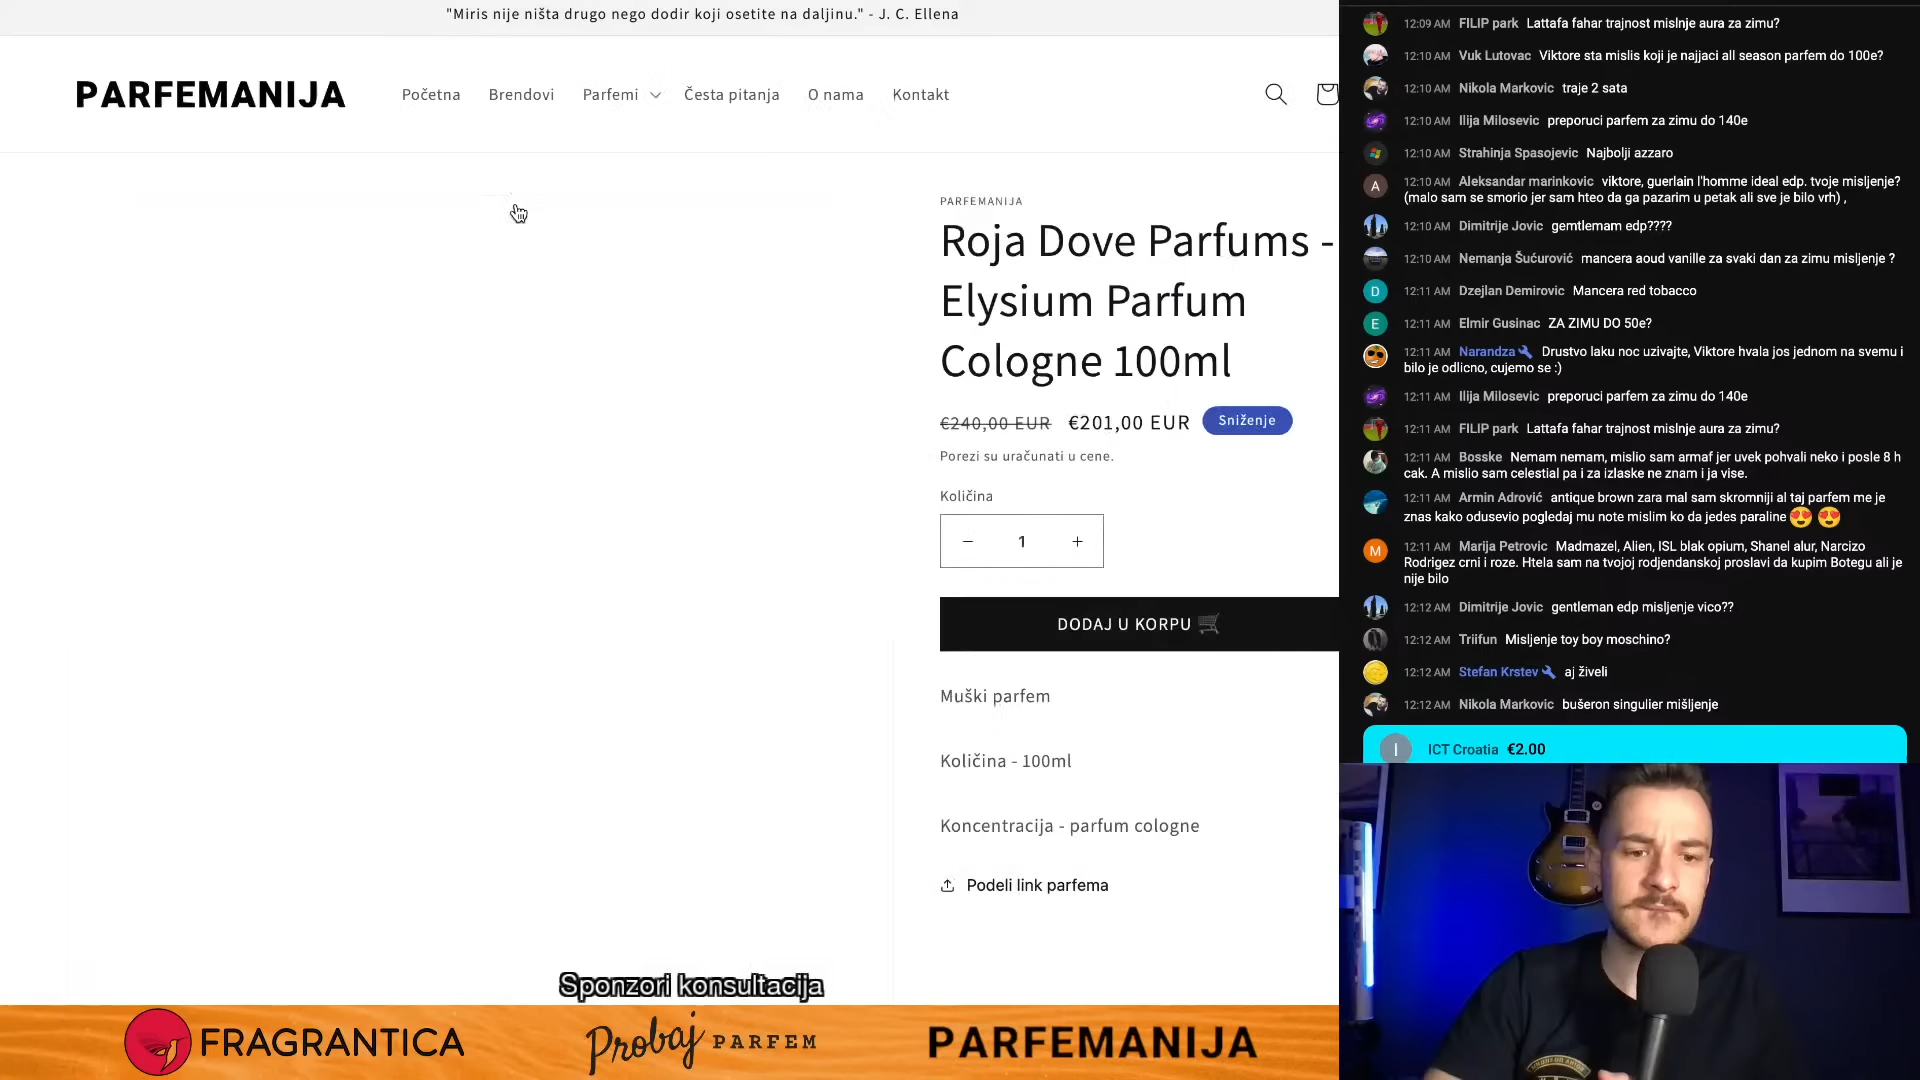 "Miris nije ništa drugo nego dodir koji osetite na daljinu." - J. C. Ellena
PARFEMANIJA
Početna
Brendovi
Parfemi
Česta pitanja
O nama
Kontakt
PARFEMANIJA
Roja Dove Parfums -
Elysium Parfum
Cologne 100ml
€240,00 EUR €201,00 EUR Sniženje
Porezi su uračunati u cene.
Količina
− 1 +
DODAJ U KORPU
Muški parfem
Količina - 100ml
Koncentracija - parfum cologne
Podeli link parfema
Sponzori konsultacija
FRAGRANTICA
Probaj PARFEM
PARFEMANIJA
12:09 AM FILIP park Lattafa fahar trajnost mislnje aura za zimu?
12:10 AM Vuk Lutovac Viktore sta mislis koji je najjaci all season parfem do 100e?
12:10 AM Nikola Markovic traje 2 sata
12:10 AM Ilija Milosevic preporuci parfem za zimu do 140e
12:10 AM Strahinja Spasojevic Najbolji azzaro
A
12:10 AM Aleksandar marinkovic viktore, guerlain l'homme ideal edp. tvoje misljenje?
(malo sam se smorio jer sam hteo da ga pazarim u petak ali sve je bilo vrh) ,
12:10 AM Dimitrije Jovic gemtlemam edp????
12:10 AM Nemanja Šućurović mancera aoud vanille za svaki dan za zimu misljenje ?
D
12:11 AM Dzejlan Demirovic Mancera red tobacco
E
12:11 AM Elmir Gusinac ZA ZIMU DO 50e?
12:11 AM Narandza Drustvo laku noc uzivajte, Viktore hvala jos jednom na svemu i
bilo je odlicno, cujemo se :)
12:11 AM Ilija Milosevic preporuci parfem za zimu do 140e
12:11 AM FILIP park Lattafa fahar trajnost mislnje aura za zimu?
12:11 AM Bosske Nemam nemam, mislio sam armaf jer uvek pohvali neko i posle 8 h
cak. A mislio sam celestial pa i za izlaske ne znam i ja vise.
12:11 AM Armin Adrović antique brown zara mal sam skromniji al taj parfem me je
znas kako odusevio pogledaj mu note mislim ko da jedes paraline 😍 😍
M
12:11 AM Marija Petrovic Madmazel, Alien, ISL blak opium, Shanel alur, Narcizo
Rodrigez crni i roze. Htela sam na tvojoj rodjendanskoj proslavi da kupim Botegu ali je
nije bilo
12:12 AM Dimitrije Jovic gentleman edp misljenje vico??
12:12 AM Triifun Misljenje toy boy moschino?
12:12 AM Stefan Krstev aj živeli
12:12 AM Nikola Markovic bušeron singulier mišljenje
I
ICT Croatia €2.00